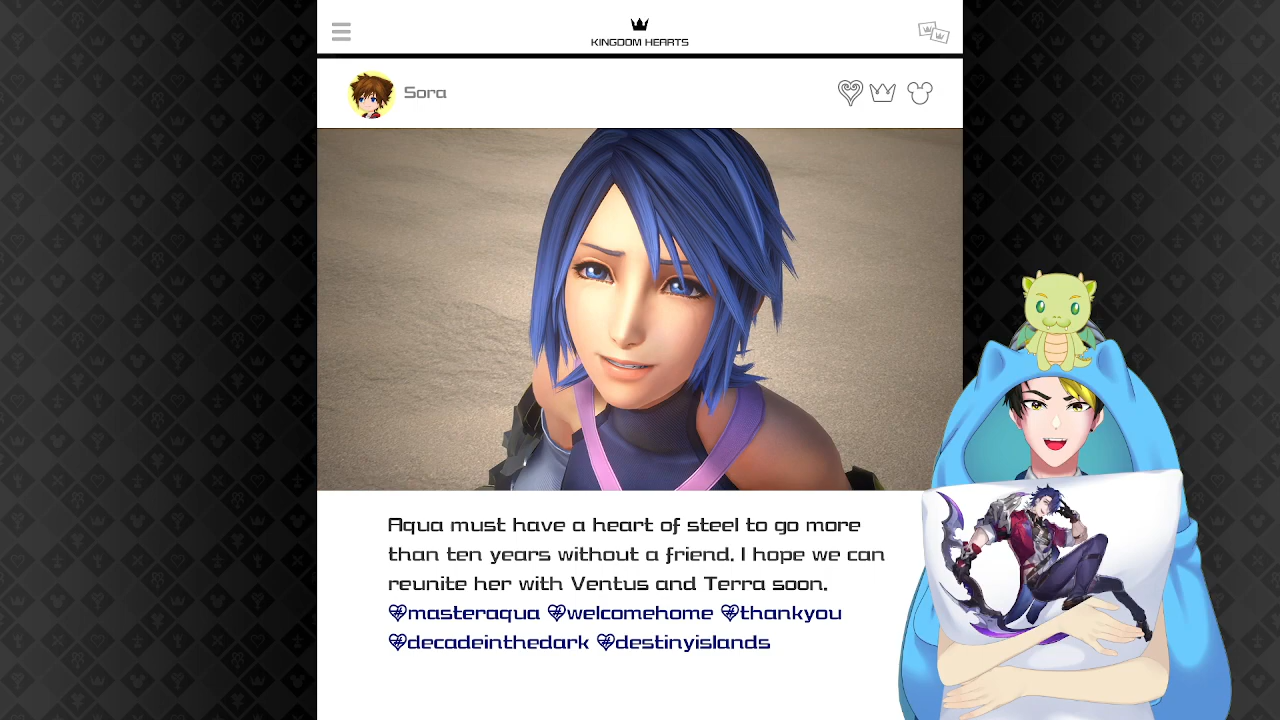 KINGDOM HEARTS
Sora
Aqua must have a heart of steel to go more
than ten years without a friend. I hope we can
reunite her with Ventus and Terra soon.
#masteraqua #welcomehome #thankyou
#decadeinthedark #destinyislands